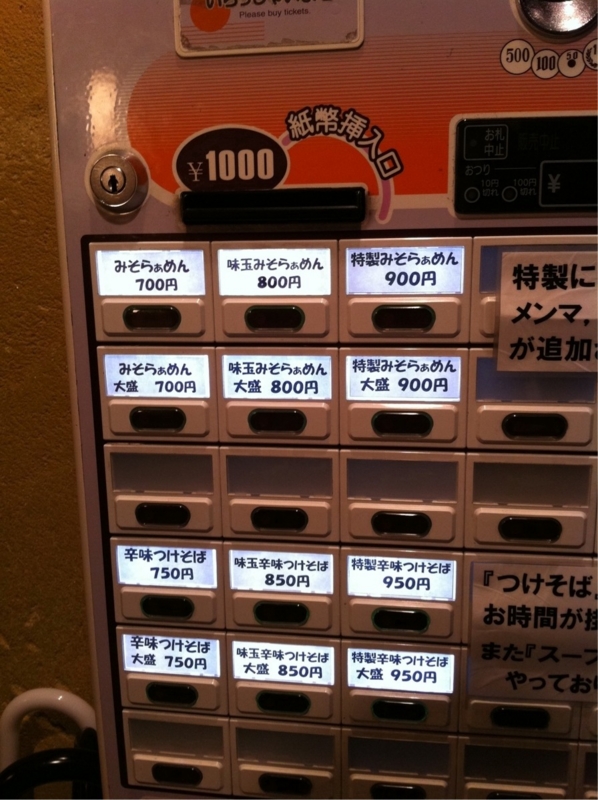 Please buy tickets.
500 100 50
紙幣挿入口
¥1000
お札
中止
おつり
10円
切れ
100円
切れ
¥
みそらぁめん
700円
味玉みそらぁめん
800円
特製みそらぁめん
900円
特製に
メンマ,
が追加
みそらぁめん
大盛 700円
味玉みそらぁめん
大盛 800円
特製みそらぁめん
大盛 900円
辛味つけそば
750円
味玉辛味つけそば
850円
特製辛味つけそば
950円
『つけそば
お時間が掛
また『スープ
やってお
辛味つけそば
大盛 750円
味玉辛味つけそば
大盛 850円
特製辛味つけそば
大盛 950円